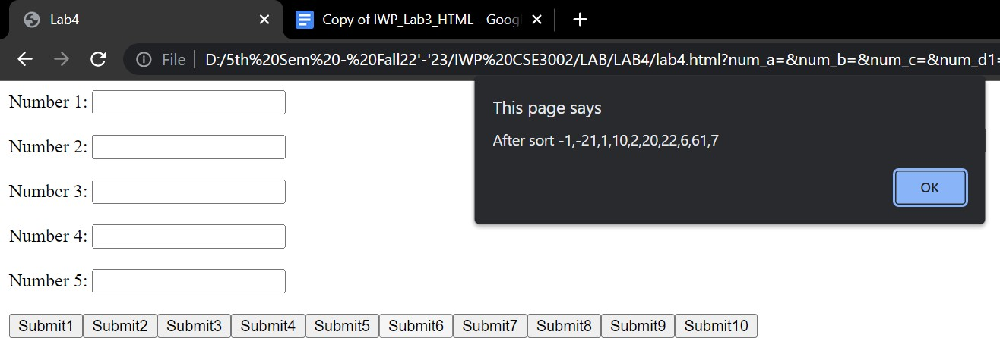 Lab4
Copy of IWP_Lab3_HTML - Goog
File
D:/5th%20Sem%20-%20Fall22'-'23/IWP%20CSE3002/LAB/LAB4/lab4.html?num_a=&num_b=&num_c=&num_d1=
This page says
After sort -1,-21,1,10,2,20,22,6,61,7
OK
Number 1:
Number 2:
Number 3:
Number 4:
Number 5:
Submit1 Submit2 Submit3 Submit4 Submit5 Submit6 Submit7 Submit8 Submit9 Submit10